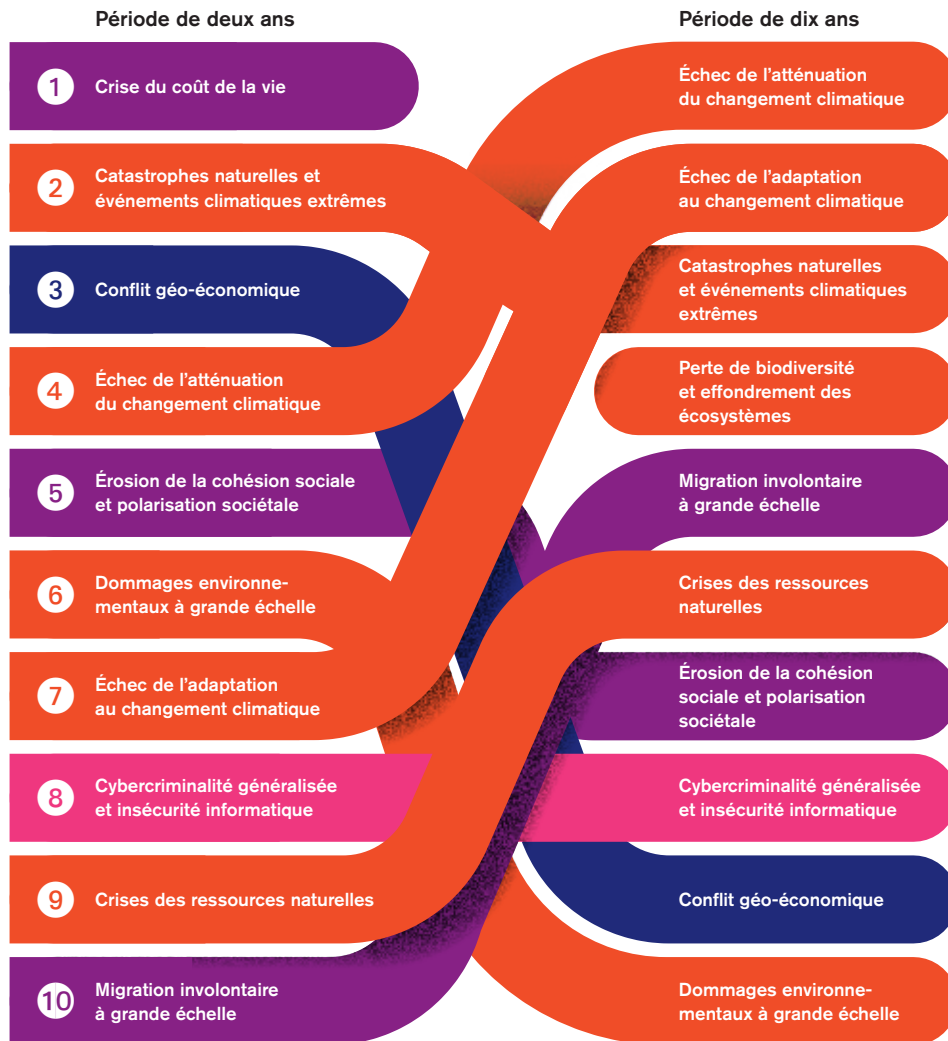 Période de deux ans
Période de dix ans
1
Crise du coût de la vie
2
Catastrophes naturelles et
événements climatiques extrêmes
3
Conflit géo-économique
4
Échec de l'atténuation
du changement climatique
5
Érosion de la cohésion sociale
et polarisation sociétale
6
Dommages environne-
mentaux à grande échelle
7
Échec de l'adaptation
au changement climatique
8
Cybercriminalité généralisée
et insécurité informatique
9
Crises des ressources naturelles
10
Migration involontaire
à grande échelle
Échec de l'atténuation
du changement climatique
Échec de l'adaptation
au changement climatique
Catastrophes naturelles
et événements climatiques
extrêmes
Perte de biodiversité
et effondrement des
écosystèmes
Migration involontaire
à grande échelle
Crises des ressources
naturelles
Érosion de la cohésion
sociale et polarisation
sociétale
Cybercriminalité généralisée
et insécurité informatique
Conflit géo-économique
Dommages environne-
mentaux à grande échelle